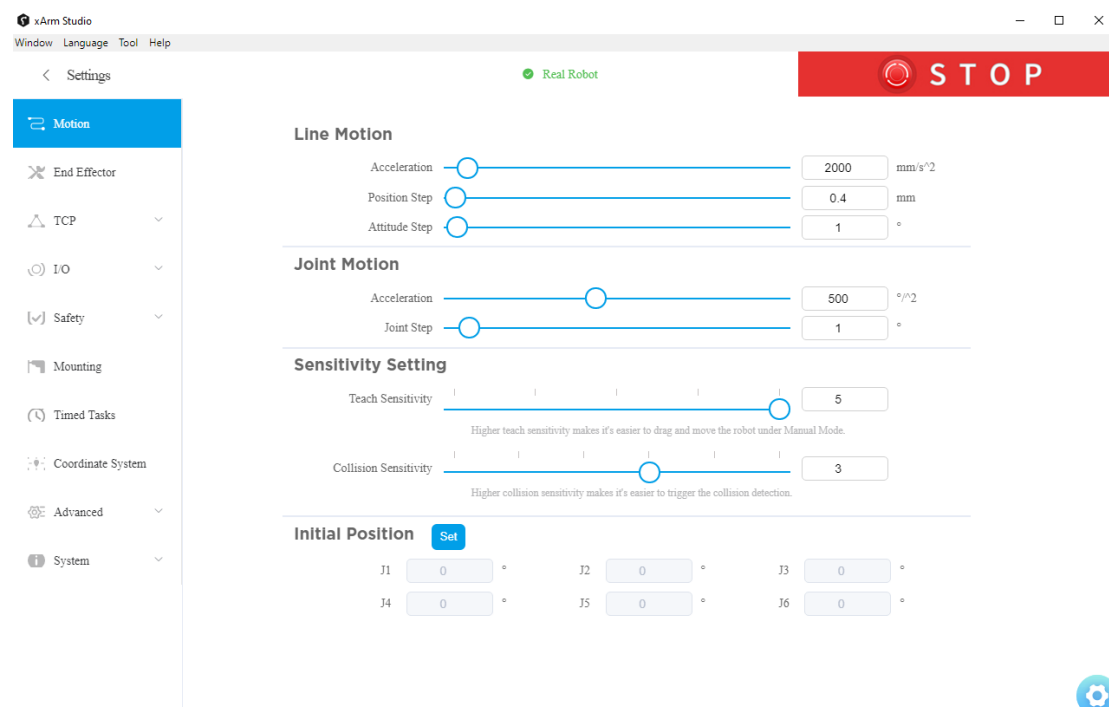 xArm Studio
Window Language Tool Help
Settings
Real Robot
STOP
Motion
End Effector
TCP
I/O
Safety
Mounting
Timed Tasks
Coordinate System
Advanced
System
Line Motion
Acceleration 2000 mm/s^2
Position Step 0.4 mm
Attitude Step 1 °
Joint Motion
Acceleration 500 °/^2
Joint Step 1 °
Sensitivity Setting
Teach Sensitivity 5
Higher teach sensitivity makes it's easier to drag and move the robot under Manual Mode.
Collision Sensitivity 3
Higher collision sensitivity makes it's easier to trigger the collision detection.
Initial Position Set
J1 0 ° J2 0 ° J3 0 °
J4 0 ° J5 0 ° J6 0 °